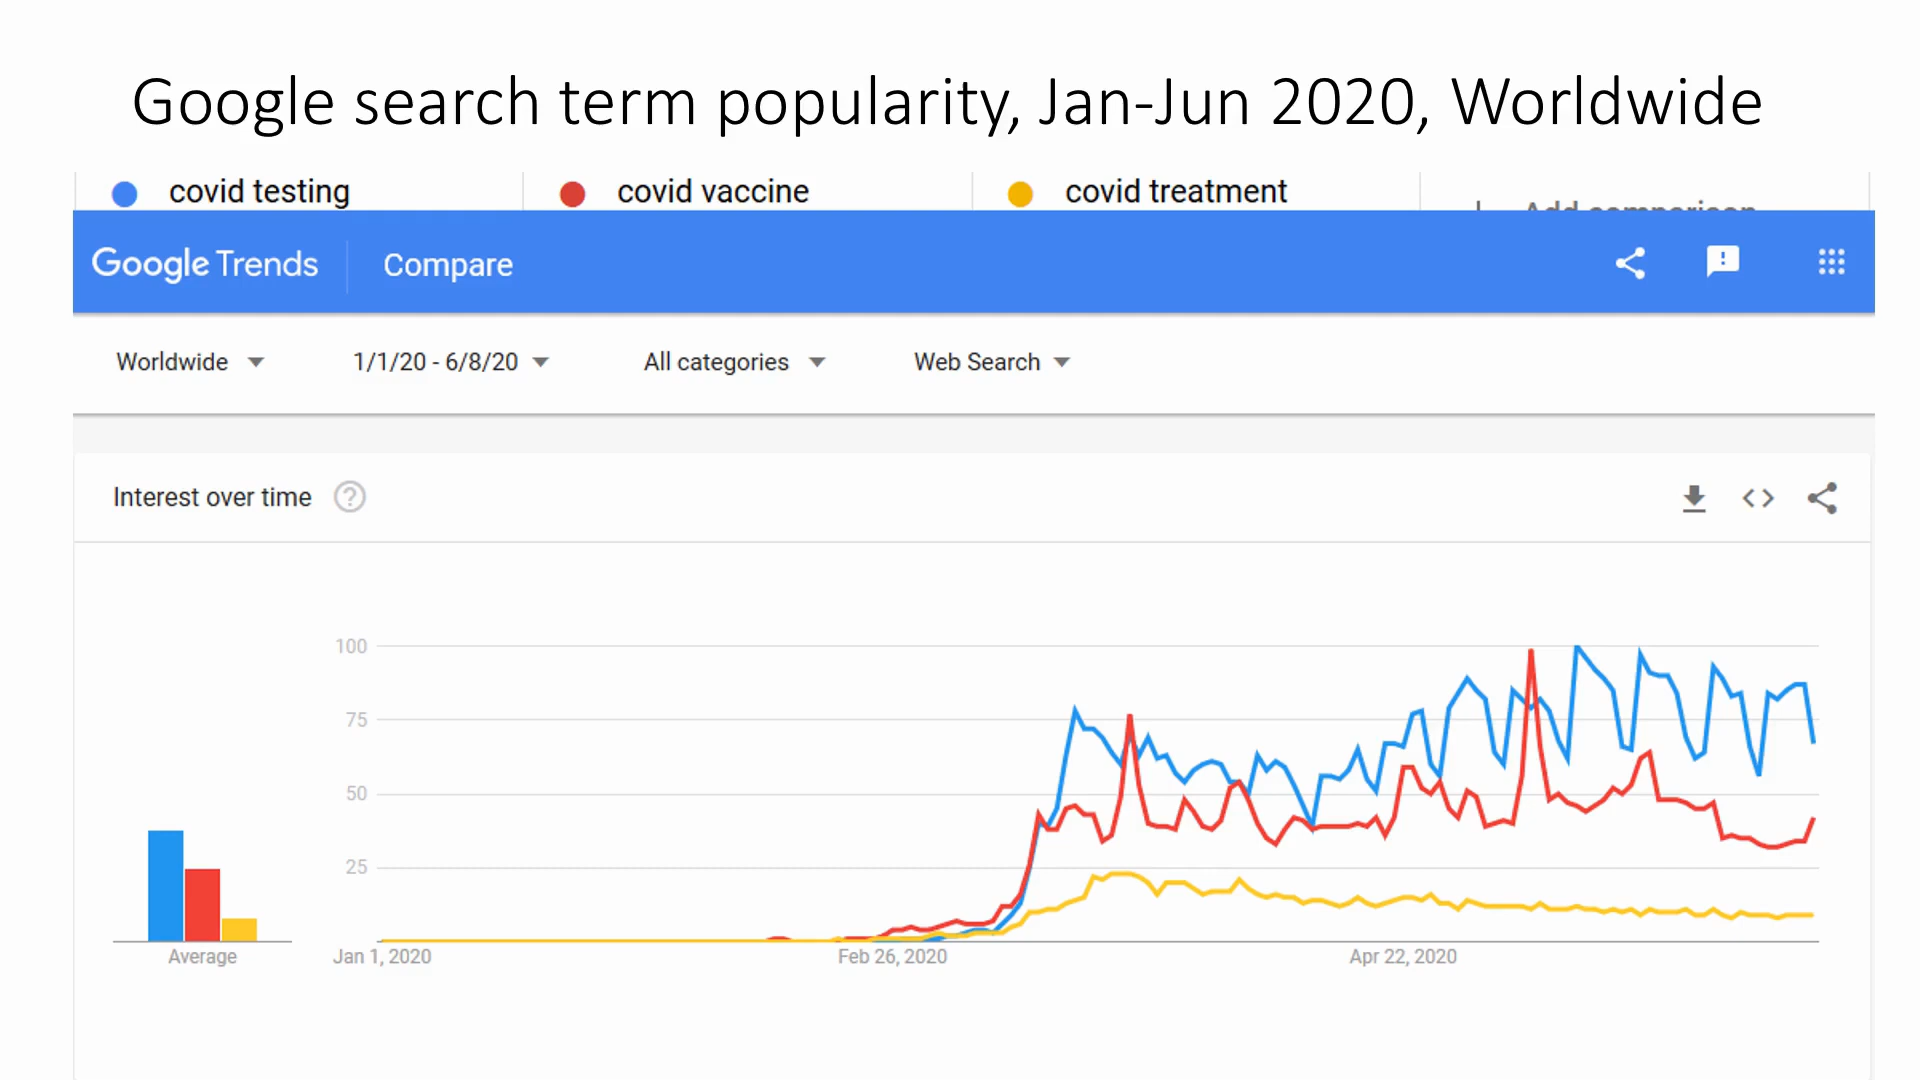 Google search term popularity, Jan-Jun 2020, Worldwide
covid testing
covid vaccine
covid treatment
Add comparison
Google Trends
Compare
Worldwide
1/1/20 - 6/8/20
All categories
Web Search
Interest over time
100
75
50
25
Average
Jan 1, 2020
Feb 26, 2020
Apr 22, 2020